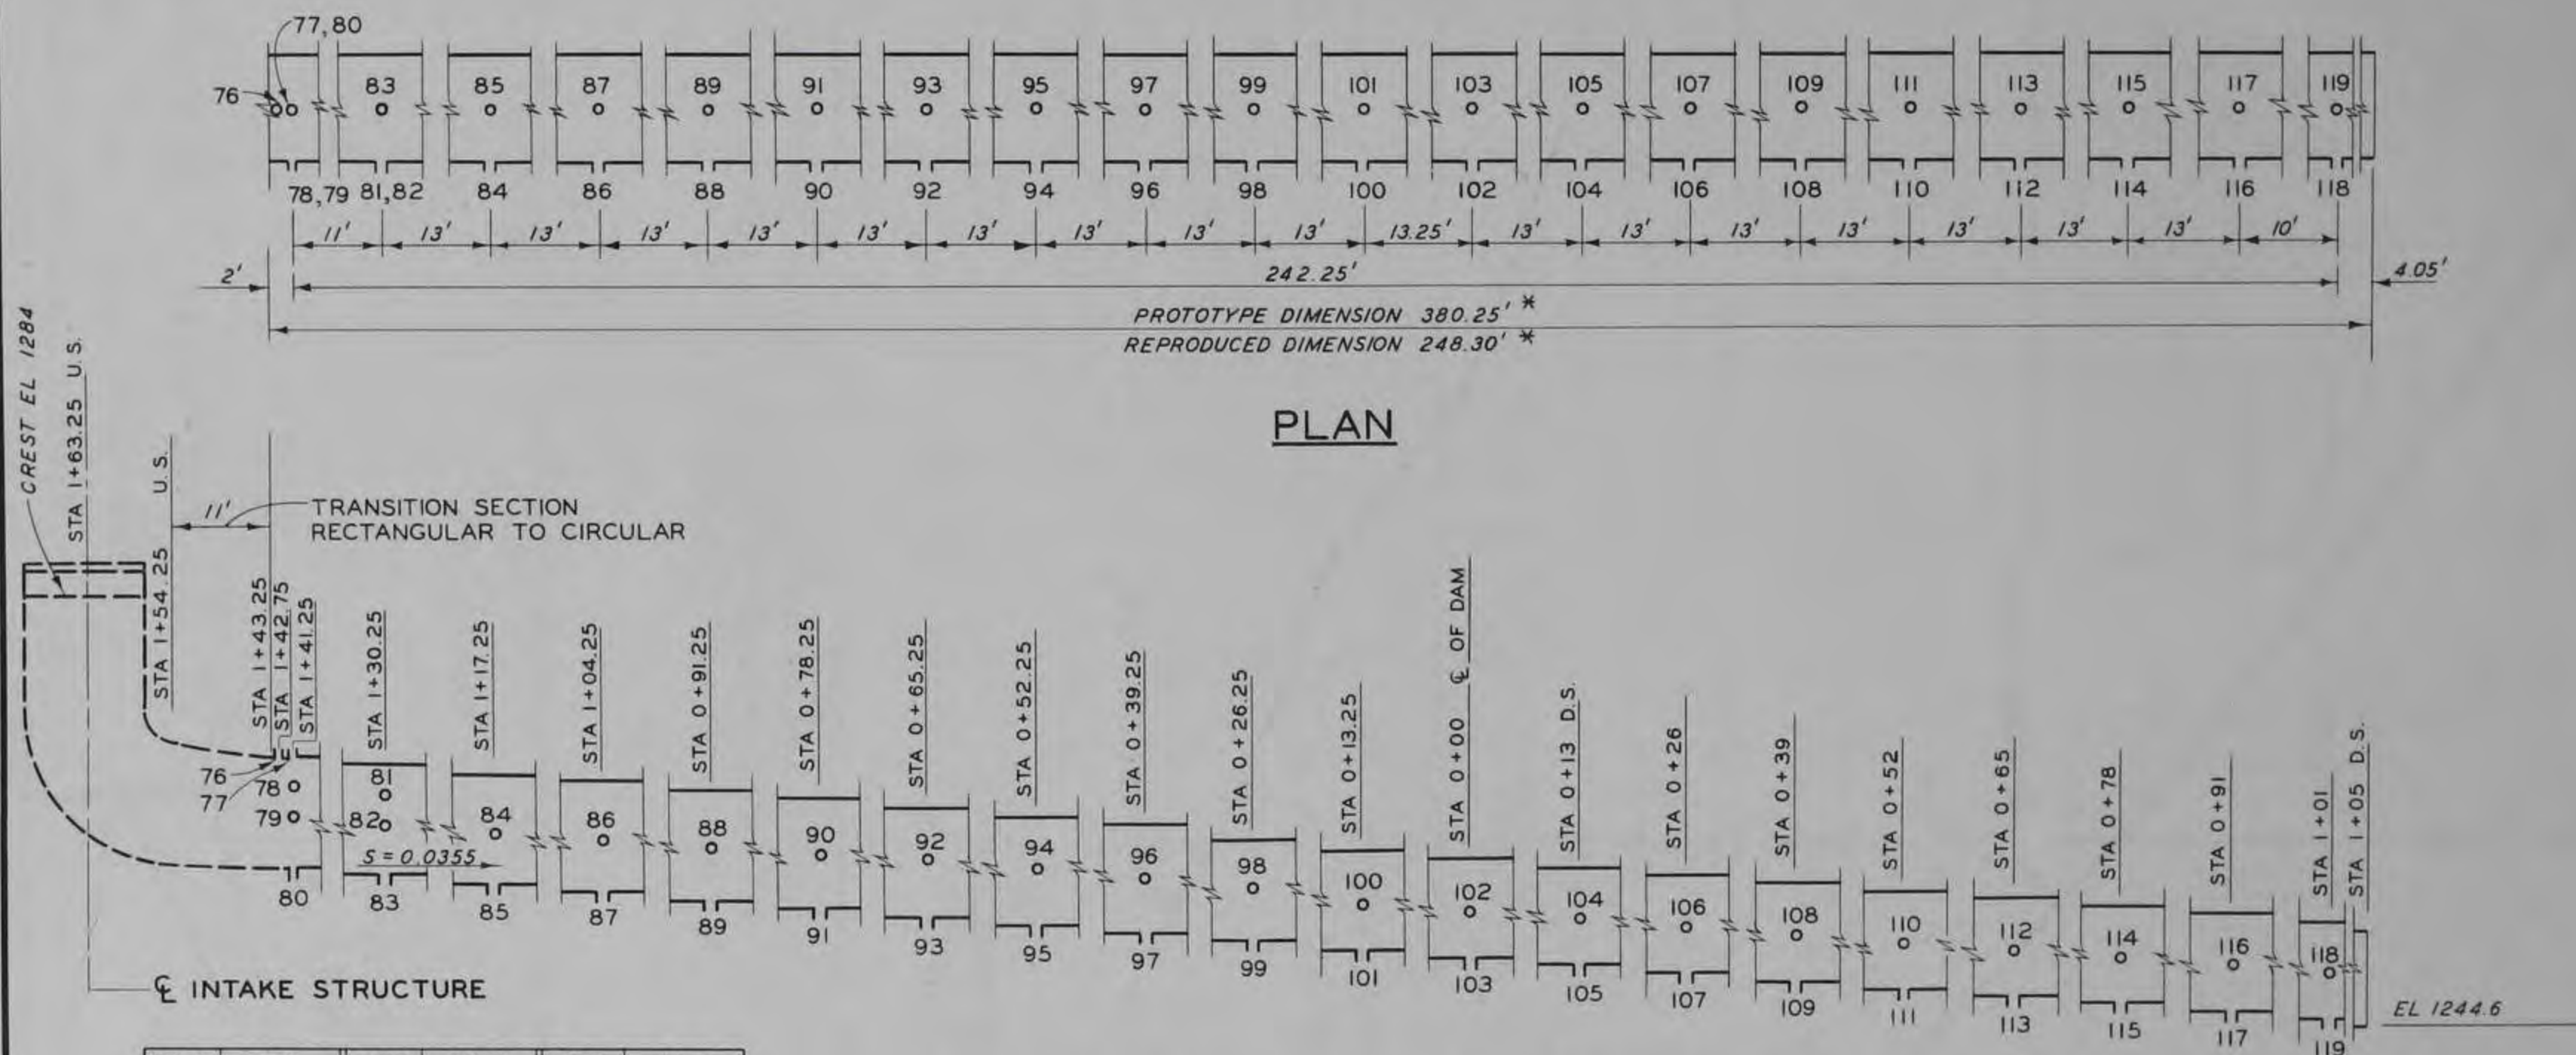 77,80
76 83 85 87 89 91 93 95 97 99 101 103 105 107 109 111 113 115 117 119
78,79 81,82 84 86 88 90 92 94 96 98 100 102 104 106 108 110 112 114 116 118
11' 13' 13' 13' 13' 13' 13' 13' 13' 13' 13.25' 13' 13' 13' 13' 13' 13' 13' 10'
2' 242.25' 4.05'
PROTOTYPE DIMENSION 380.25' *
REPRODUCED DIMENSION 248.30' *
PLAN
CREST EL 1284
STA 1+63.25 U.S.
STA 1+54.25 U.S.
11'
TRANSITION SECTION
RECTANGULAR TO CIRCULAR
STA 1+43.25
STA 1+42.75
STA 1+41.25
STA 1+30.25
STA 1+17.25
STA 1+04.25
STA 0+91.25
STA 0+78.25
STA 0+65.25
STA 0+52.25
STA 0+39.25
STA 0+26.25
STA 0+13.25
STA 0+00 ℄ OF DAM
STA 0+13 D.S.
STA 0+26
STA 0+39
STA 0+52
STA 0+65
STA 0+78
STA 0+91
STA 1+01
STA 1+05 D.S.
76
77
78
79
81
82
84 86 88 90 92 94 96 98 100 102 104 106 108 110 112 114 116 118
S = 0.0355
80 83 85 87 89 91 93 95 97 99 101 103 105 107 109 111 113 115 117 119
℄ INTAKE STRUCTURE
EL 1244.6